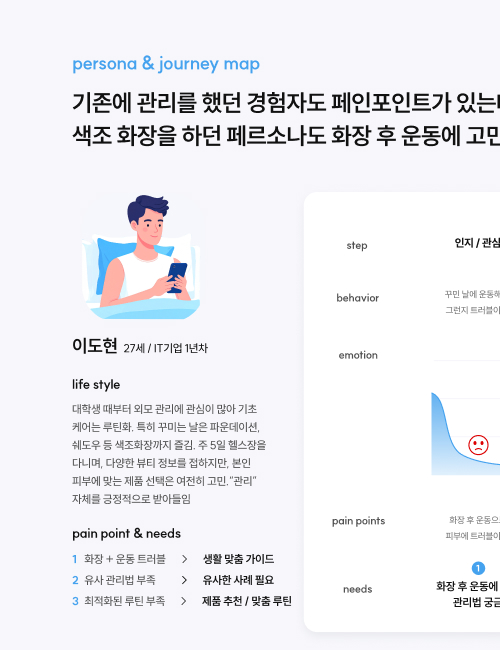 persona & journey map
기존에 관리를 했던 경험자도 페인포인트가 있는
색조 화장을 하던 페르소나도 화장 후 운동에 고민
이도현 27세 / IT기업 1년차
life style
대학생 때부터 외모 관리에 관심이 많아 기초
케어는 루틴화. 특히 꾸미는 날은 파운데이션,
쉐도우 등 색조화장까지 즐김. 주 5일 헬스장을
다니며, 다양한 뷰티 정보를 접하지만, 본인
피부에 맞는 제품 선택은 여전히 고민. “관리”
자체를 긍정적으로 받아들임
pain point & needs
1 화장 + 운동 트러블 > 생활 맞춤 가이드
2 유사 관리법 부족 > 유사한 사례 필요
3 최적화된 루틴 부족 > 제품 추천 / 맞춤 루틴
step
인지 / 관심
behavior
꾸민 날에 운동해
그런지 트러블이
emotion
pain points
화장 후 운동으
피부에 트러블이
needs
1
화장 후 운동에
관리법 궁금